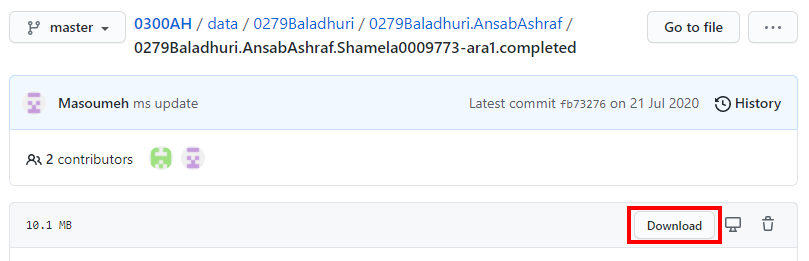 master 0300AH / data / 0279Baladhuri / 0279Baladhuri.AnsabAshraf / Go to file ...
0279Baladhuri.AnsabAshraf.Shamela0009773-ara1.completed
Masoumeh ms update Latest commit fb73276 on 21 Jul 2020 History
2 contributors
10.1 MB Download